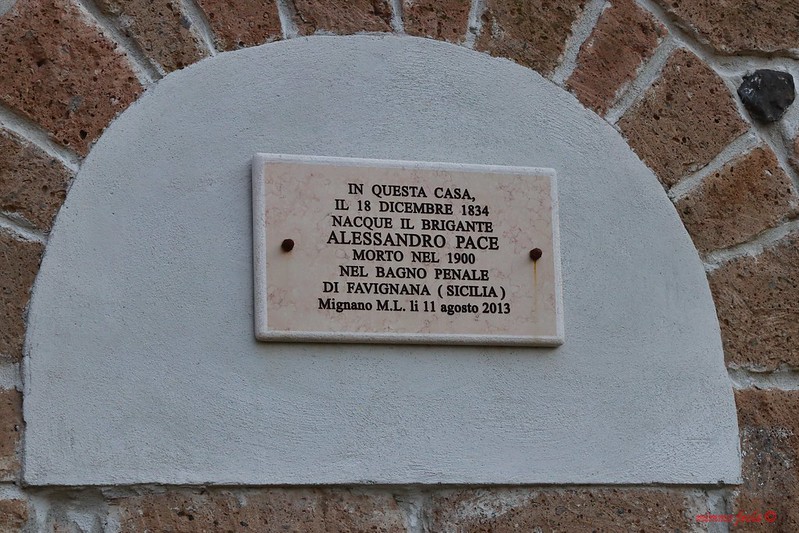 IN QUESTA CASA,
IL 18 DICEMBRE 1834
NACQUE IL BRIGANTE
ALESSANDRO PACE
MORTO NEL 1900
NEL BAGNO PENALE
DI FAVIGNANA (SICILIA)
Mignano M.L. li 11 agosto 2013